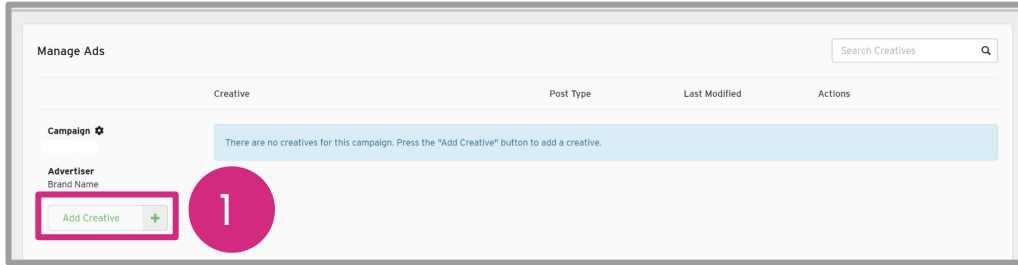 Manage Ads
Search Creatives
Creative Post Type Last Modified Actions
Campaign
There are no creatives for this campaign. Press the "Add Creative" button to add a creative.
Advertiser
Brand Name
Add Creative +
1